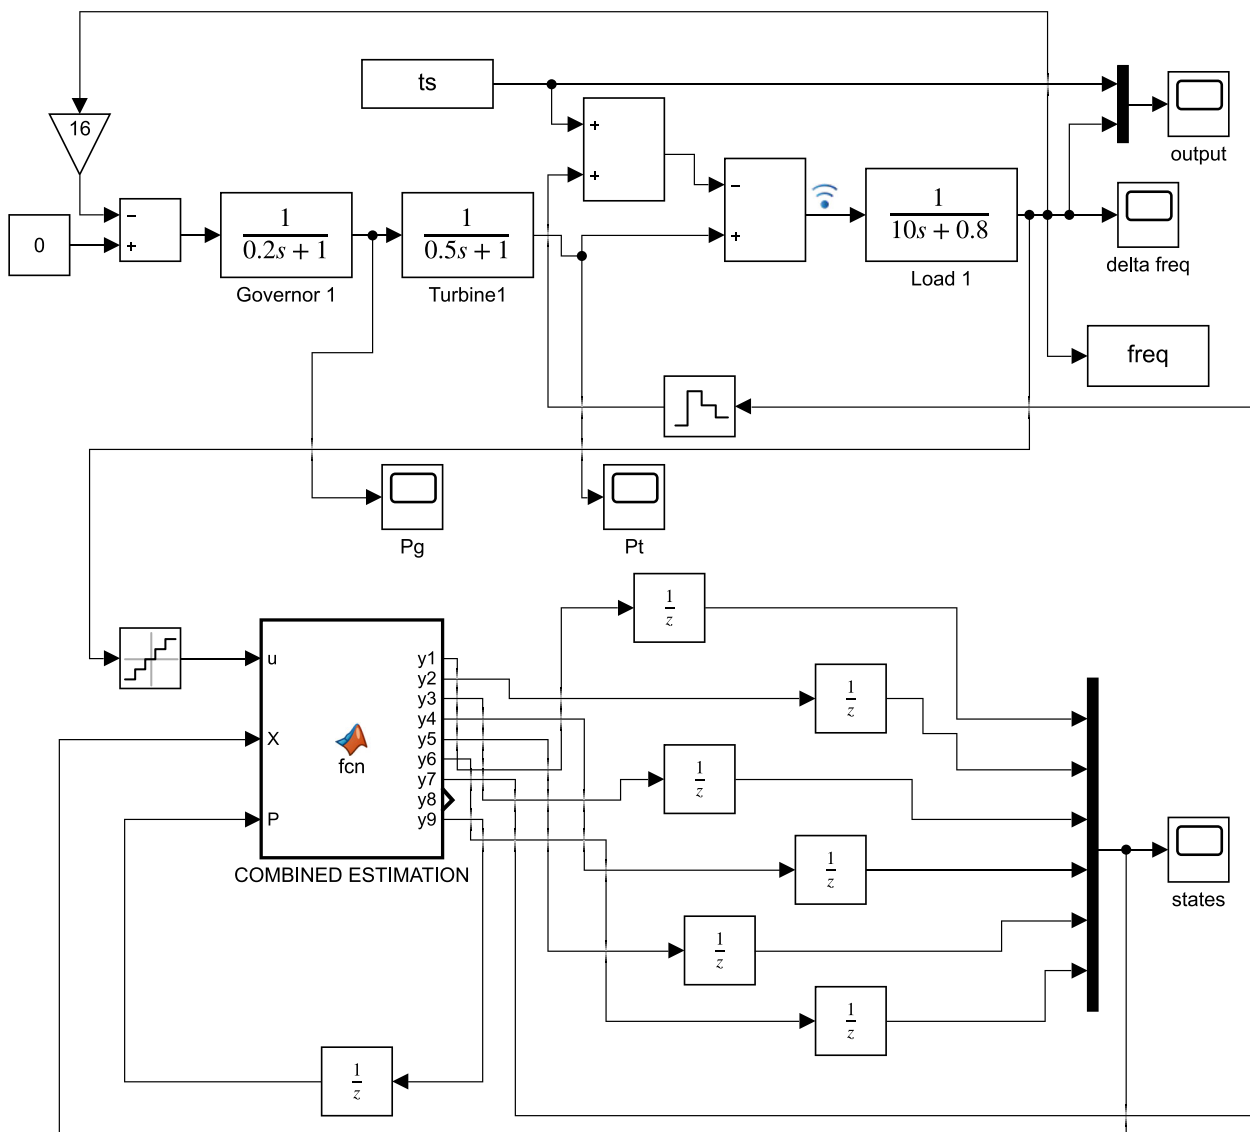 ts
16
+
+
output
−
+
−
+
0
1
0.2s + 1
Governor 1
1
0.5s + 1
Turbine1
1
10s + 0.8
Load 1
delta freq
freq
Pg
Pt
u
X
P
fcn
y1
y2
y3
y4
y5
y6
y7
y8
y9
COMBINED ESTIMATION
1
z
1
z
1
z
1
z
1
z
1
z
1
z
states